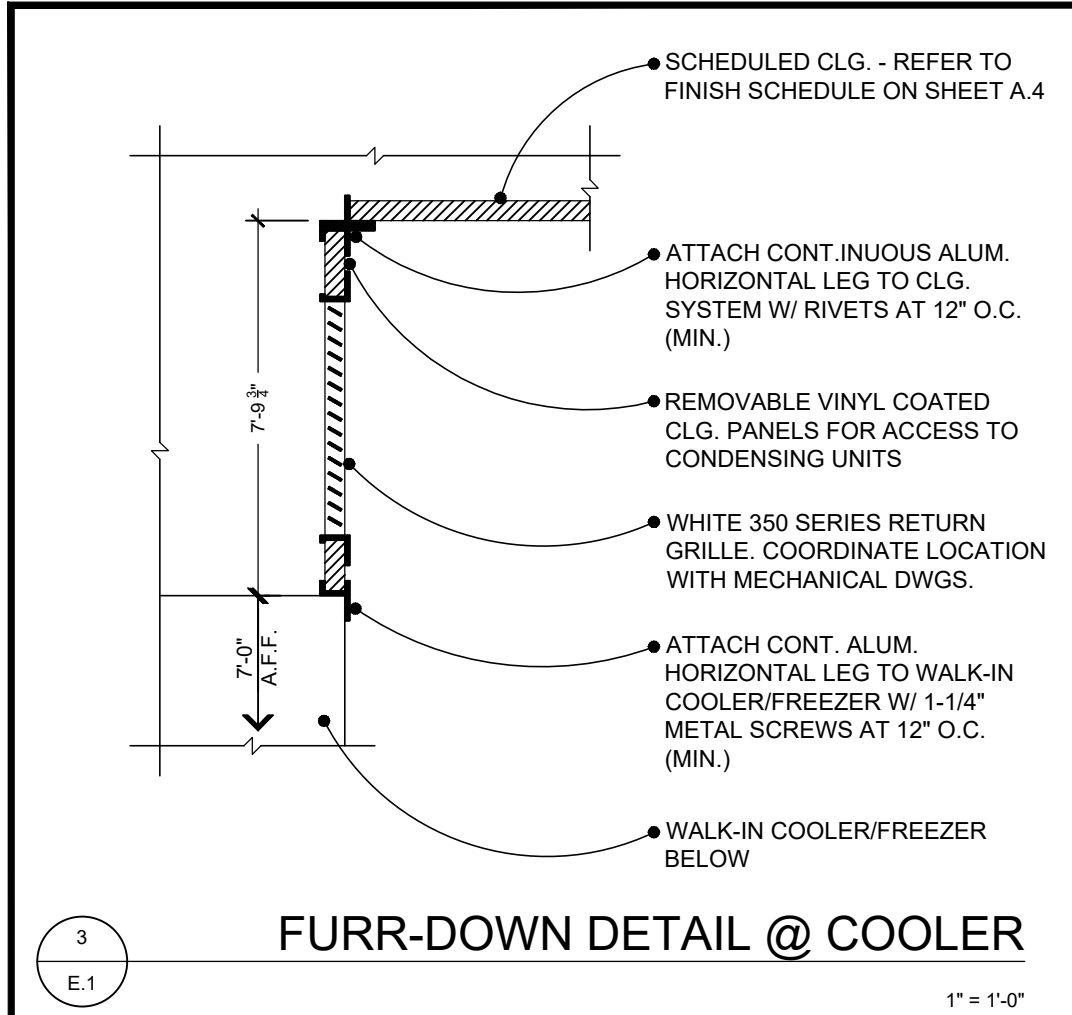 SCHEDULED CLG. - REFER TO
FINISH SCHEDULE ON SHEET A.4
ATTACH CONT.INUOUS ALUM.
HORIZONTAL LEG TO CLG.
SYSTEM W/ RIVETS AT 12" O.C.
(MIN.)
7'-9 3/4"
REMOVABLE VINYL COATED
CLG. PANELS FOR ACCESS TO
CONDENSING UNITS
WHITE 350 SERIES RETURN
GRILLE. COORDINATE LOCATION
WITH MECHANICAL DWGS.
7'-0"
A.F.F.
ATTACH CONT. ALUM.
HORIZONTAL LEG TO WALK-IN
COOLER/FREEZER W/ 1-1/4"
METAL SCREWS AT 12" O.C.
(MIN.)
WALK-IN COOLER/FREEZER
BELOW
3
E.1
FURR-DOWN DETAIL @ COOLER
1" = 1'-0"